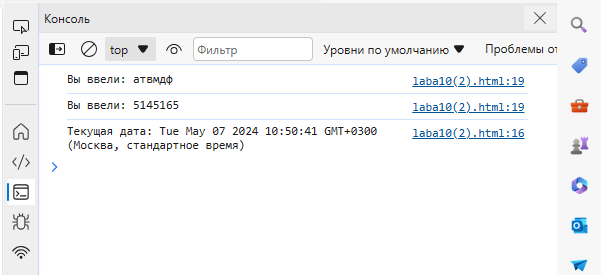 Консоль
top
Фильтр
Уровни по умолчанию
Проблемы от
Вы ввели: атвмдф laba10(2).html:19
Вы ввели: 5145165 laba10(2).html:19
Текущая дата: Tue May 07 2024 10:50:41 GMT+0300 laba10(2).html:16
(Москва, стандартное время)